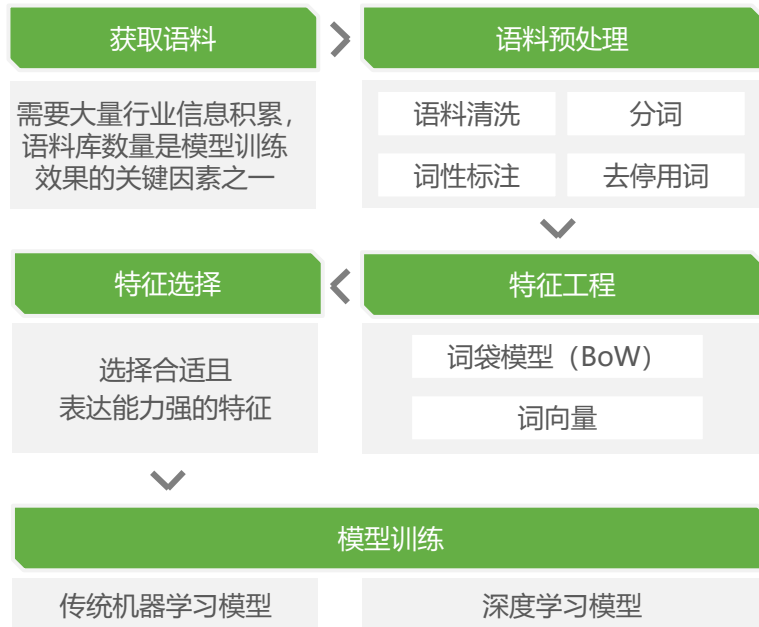 获取语料
语料预处理
需要大量行业信息积累，
语料库数量是模型训练
效果的关键因素之一
语料清洗
分词
词性标注
去停用词
特征选择
特征工程
选择合适且
表达能力强的特征
词袋模型（BoW）
词向量
模型训练
传统机器学习模型
深度学习模型